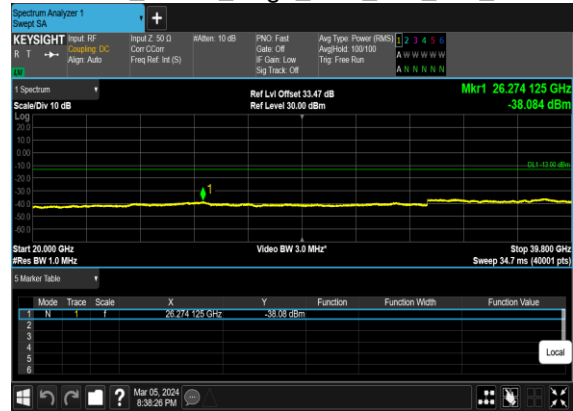 Spectrum Analyzer 1
Swept SA
+
KEYSIGHT Input: RF Input Z: 50 Ω #Atten: 10 dB PNO: Fast Avg Type: Power (RMS) 1 2 3 4 5 6
R T Coupling: DC Corr CCorr Gate: Off Avg|Hold: 100/100 A W W W W W
Align: Auto Freq Ref: Int (S) IF Gain: Low Trig: Free Run
LW Sig Track: Off A N N N N N
1 Spectrum Ref Lvl Offset 33.47 dB Mkr1 26.274 125 GHz
Scale/Div 10 dB Ref Level 30.00 dBm -38.084 dBm
Log
20.0
10.0
0.00
-10.0 DL1 -13.00 dBm
-20.0
-30.0 1
-40.0
-50.0
-60.0
Start 20.000 GHz Video BW 3.0 MHz* Stop 39.800 GHz
#Res BW 1.0 MHz Sweep 34.7 ms (40001 pts)
5 Marker Table
Mode Trace Scale X Y Function Function Width Function Value
1 N 1 f 26.274 125 GHz -38.08 dBm
2
3
4
5
6
Local
? Mar 05, 2024
8:38:26 PM